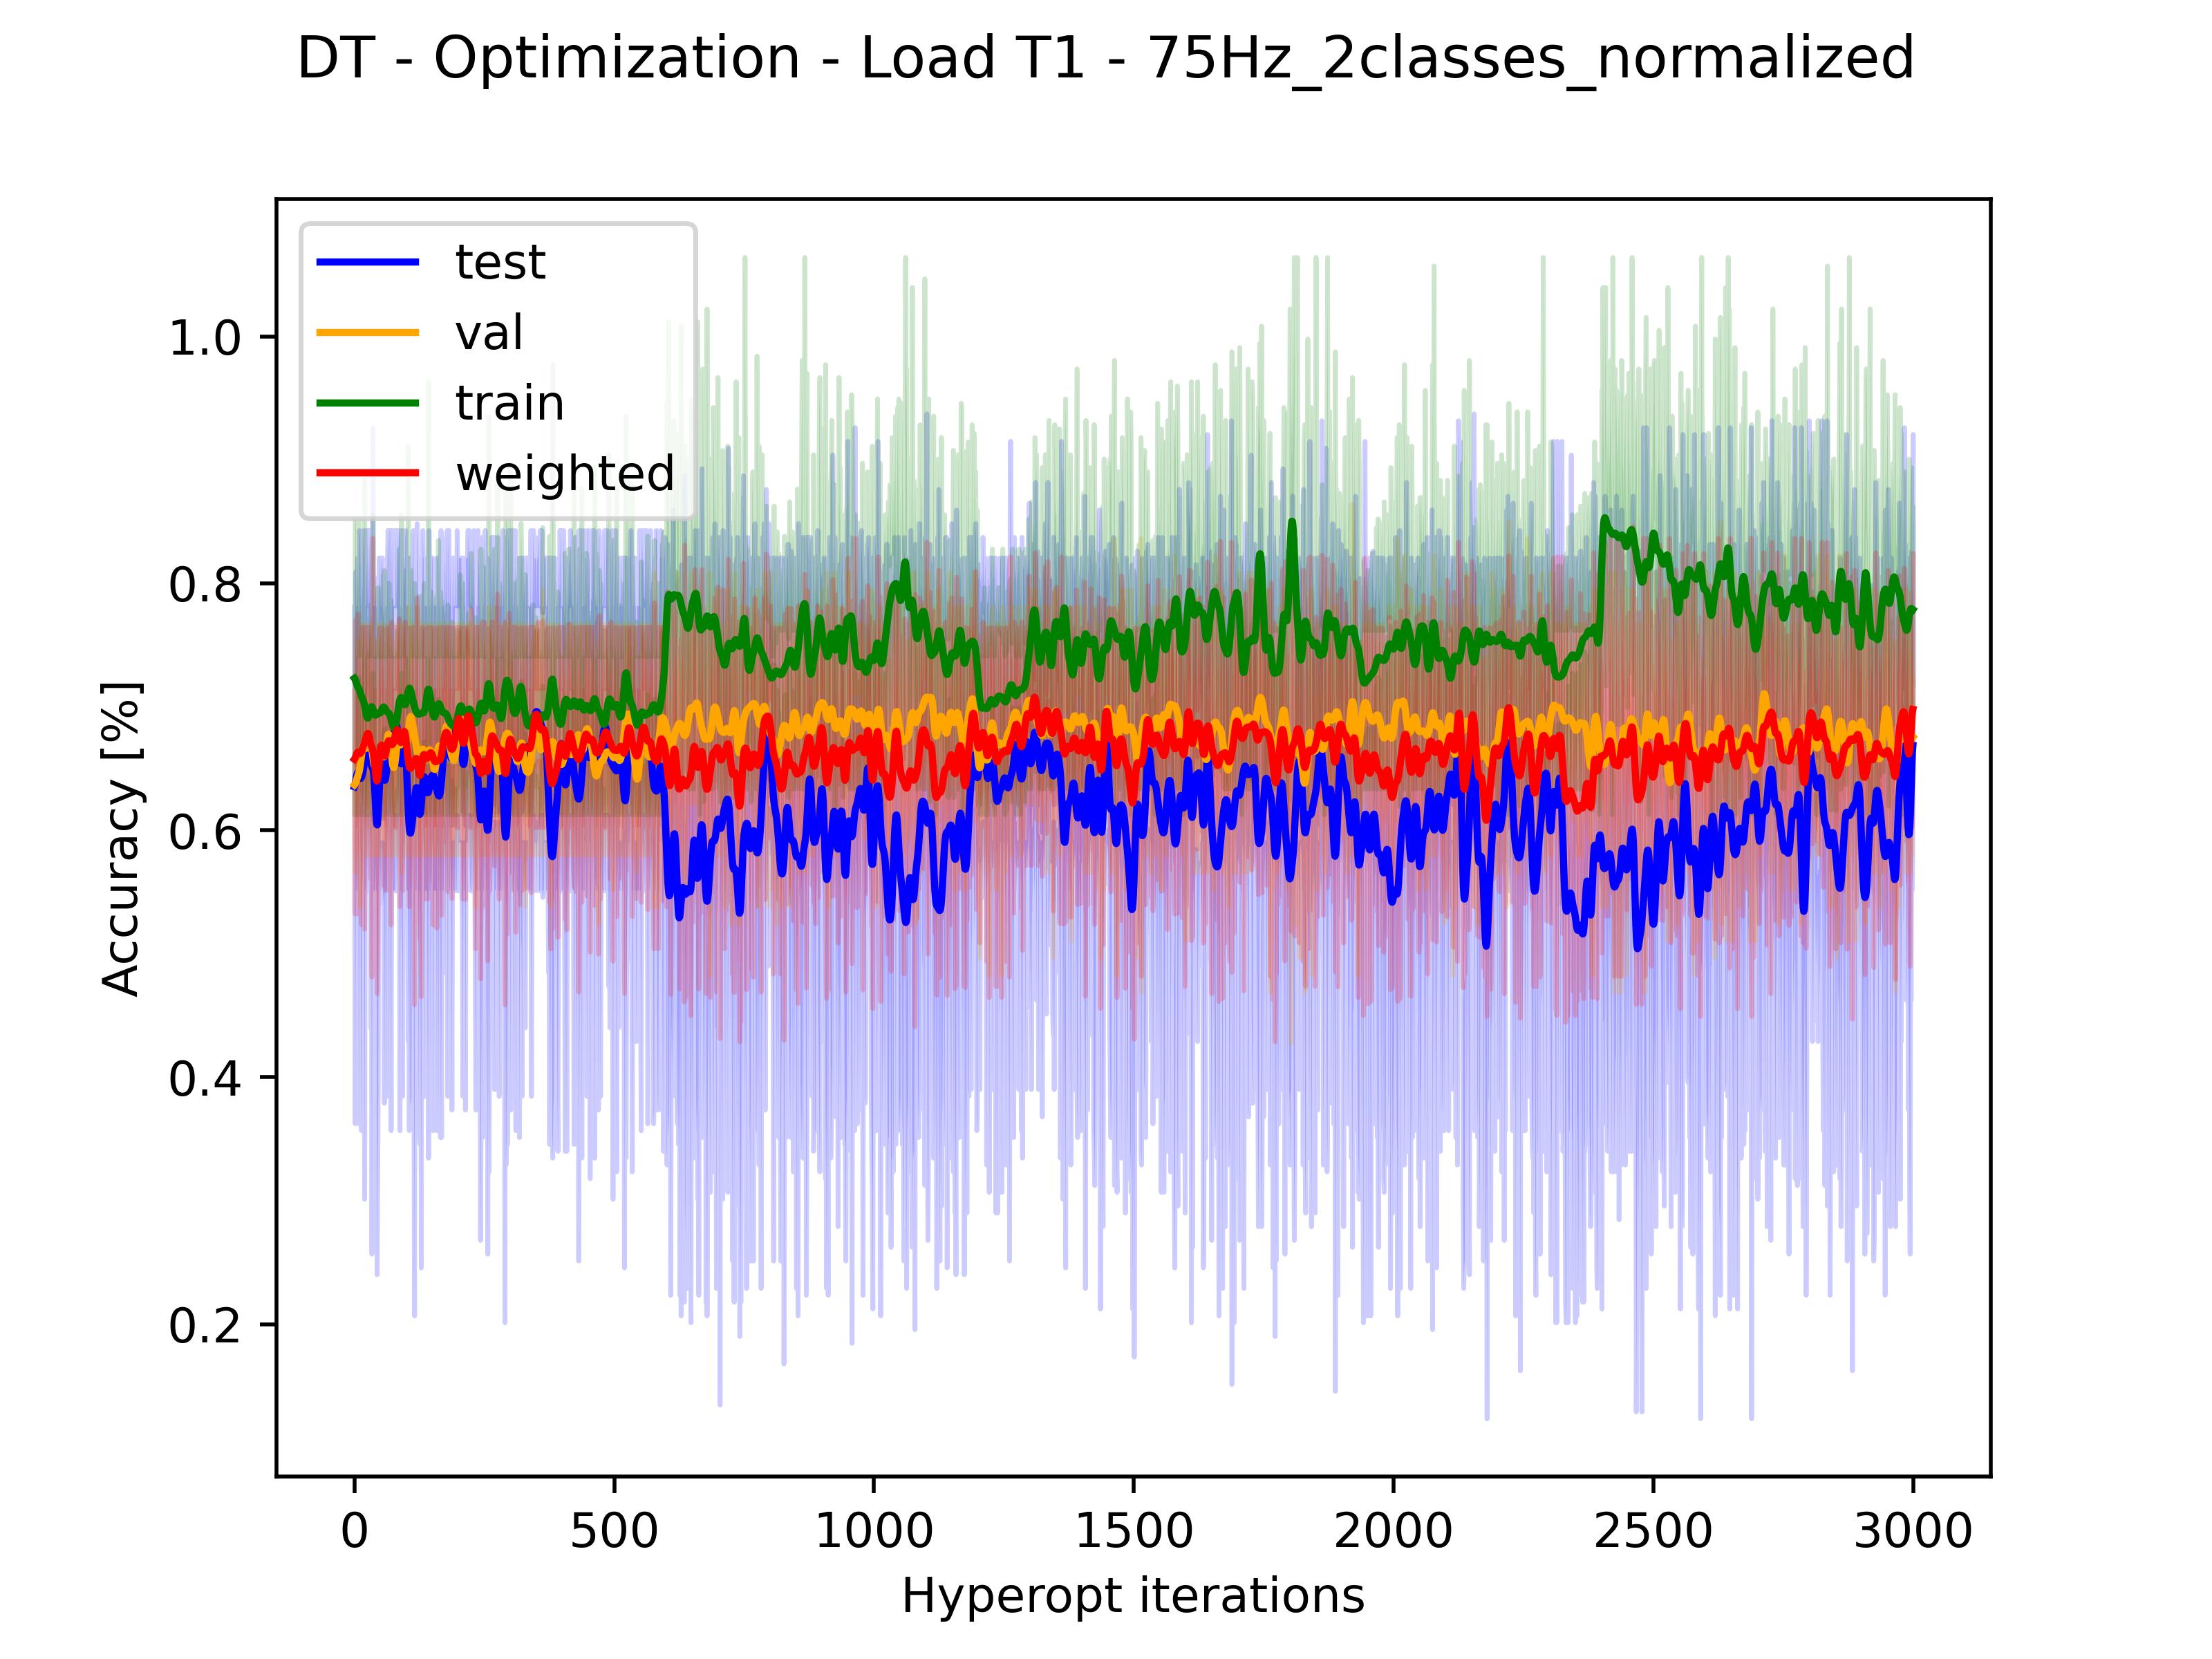 DT - Optimization - Load T1 - 75Hz_2classes_normalized
test
val
train
weighted
1.0
0.8
0.6
0.4
0.2
Accuracy [%]
0 500 1000 1500 2000 2500 3000
Hyperopt iterations